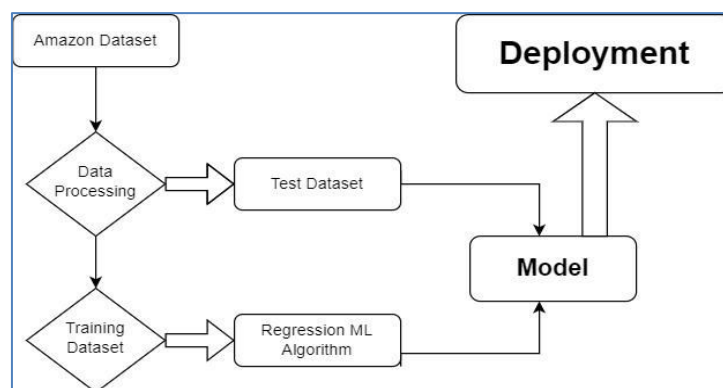 Amazon Dataset
Deployment
Data
Processing
Test Dataset
Model
Training
Dataset
Regression ML
Algorithm